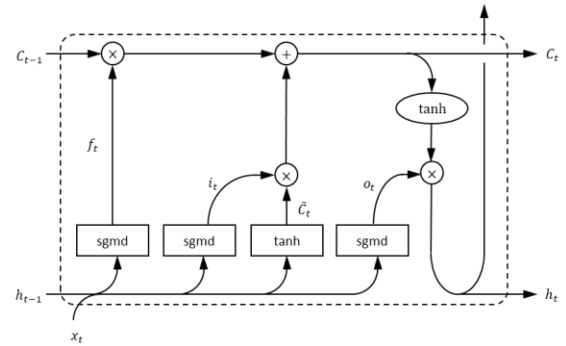 C_{t-1}
×
+
C_t
tanh
f_t
i_t
×
o_t
×
C̃_t
sgmd
sgmd
tanh
sgmd
h_{t-1}
h_t
x_t